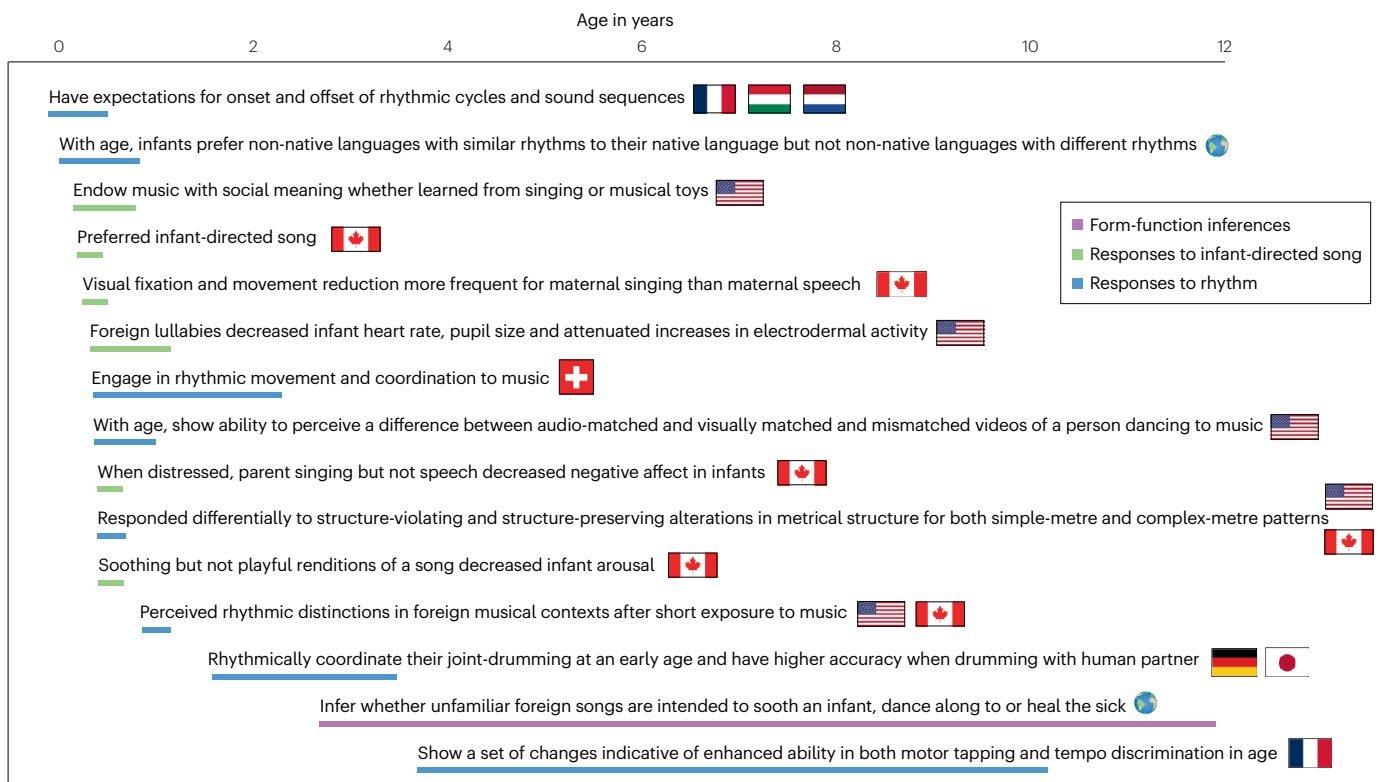 Age in years
0 2 4 6 8 10 12
Have expectations for onset and offset of rhythmic cycles and sound sequences
With age, infants prefer non-native languages with similar rhythms to their native language but not non-native languages with different rhythms
Endow music with social meaning whether learned from singing or musical toys
Preferred infant-directed song
Form-function inferences
Responses to infant-directed song
Responses to rhythm
Visual fixation and movement reduction more frequent for maternal singing than maternal speech
Foreign lullabies decreased infant heart rate, pupil size and attenuated increases in electrodermal activity
Engage in rhythmic movement and coordination to music
With age, show ability to perceive a difference between audio-matched and visually matched and mismatched videos of a person dancing to music
When distressed, parent singing but not speech decreased negative affect in infants
Responded differentially to structure-violating and structure-preserving alterations in metrical structure for both simple-metre and complex-metre patterns
Soothing but not playful renditions of a song decreased infant arousal
Perceived rhythmic distinctions in foreign musical contexts after short exposure to music
Rhythmically coordinate their joint-drumming at an early age and have higher accuracy when drumming with human partner
Infer whether unfamiliar foreign songs are intended to sooth an infant, dance along to or heal the sick
Show a set of changes indicative of enhanced ability in both motor tapping and tempo discrimination in age